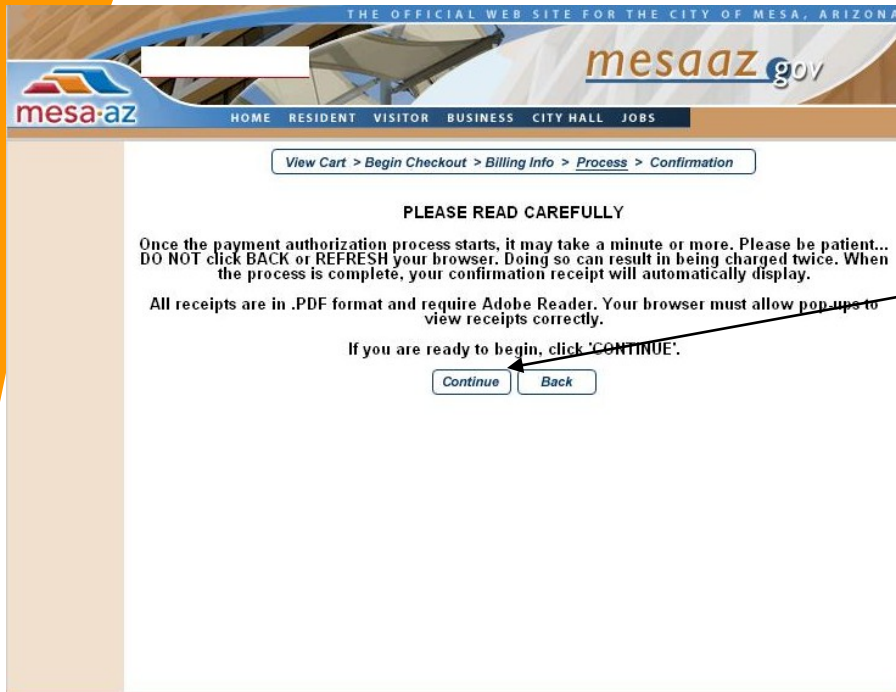 THE OFFICIAL WEB SITE FOR THE CITY OF MESA, ARIZONA
mesaaz gov
mesa·az
HOME RESIDENT VISITOR BUSINESS CITY HALL JOBS
View Cart > Begin Checkout > Billing Info > Process > Confirmation
PLEASE READ CAREFULLY
Once the payment authorization process starts, it may take a minute or more. Please be patient...
DO NOT click BACK or REFRESH your browser. Doing so can result in being charged twice. When
the process is complete, your confirmation receipt will automatically display.
All receipts are in .PDF format and require Adobe Reader. Your browser must allow pop-ups to
view receipts correctly.
If you are ready to begin, click 'CONTINUE'.
Continue Back